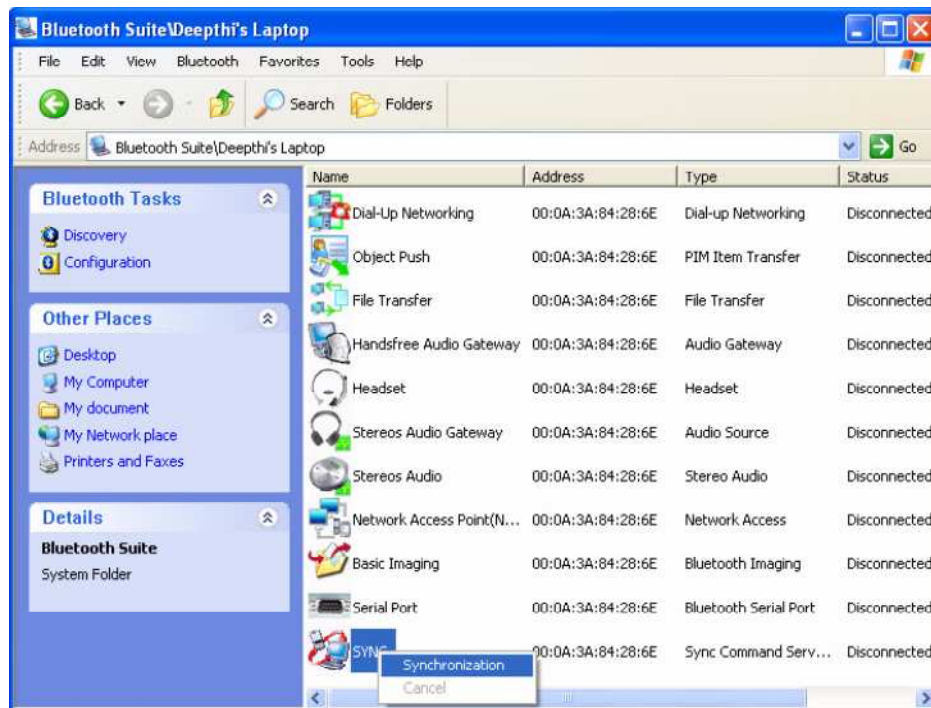 Bluetooth Suite\Deepthi's Laptop
File Edit View Bluetooth Favorites Tools Help
Back Search Folders
Address Bluetooth Suite\Deepthi's Laptop Go
Bluetooth Tasks
Discovery
Configuration
Other Places
Desktop
My Computer
My document
My Network place
Printers and Faxes
Details
Bluetooth Suite
System Folder
Name Address Type Status
Dial-Up Networking 00:0A:3A:84:28:6E Dial-up Networking Disconnected
Object Push 00:0A:3A:84:28:6E PIM Item Transfer Disconnected
File Transfer 00:0A:3A:84:28:6E File Transfer Disconnected
Handsfree Audio Gateway 00:0A:3A:84:28:6E Audio Gateway Disconnected
Headset 00:0A:3A:84:28:6E Headset Disconnected
Stereos Audio Gateway 00:0A:3A:84:28:6E Audio Source Disconnected
Stereos Audio 00:0A:3A:84:28:6E Stereo Audio Disconnected
Network Access Point(N... 00:0A:3A:84:28:6E Network Access Disconnected
Basic Imaging 00:0A:3A:84:28:6E Bluetooth Imaging Disconnected
Serial Port 00:0A:3A:84:28:6E Bluetooth Serial Port Disconnected
SYNC 00:0A:3A:84:28:6E Sync Command Serv... Disconnected
Synchronization
Cancel